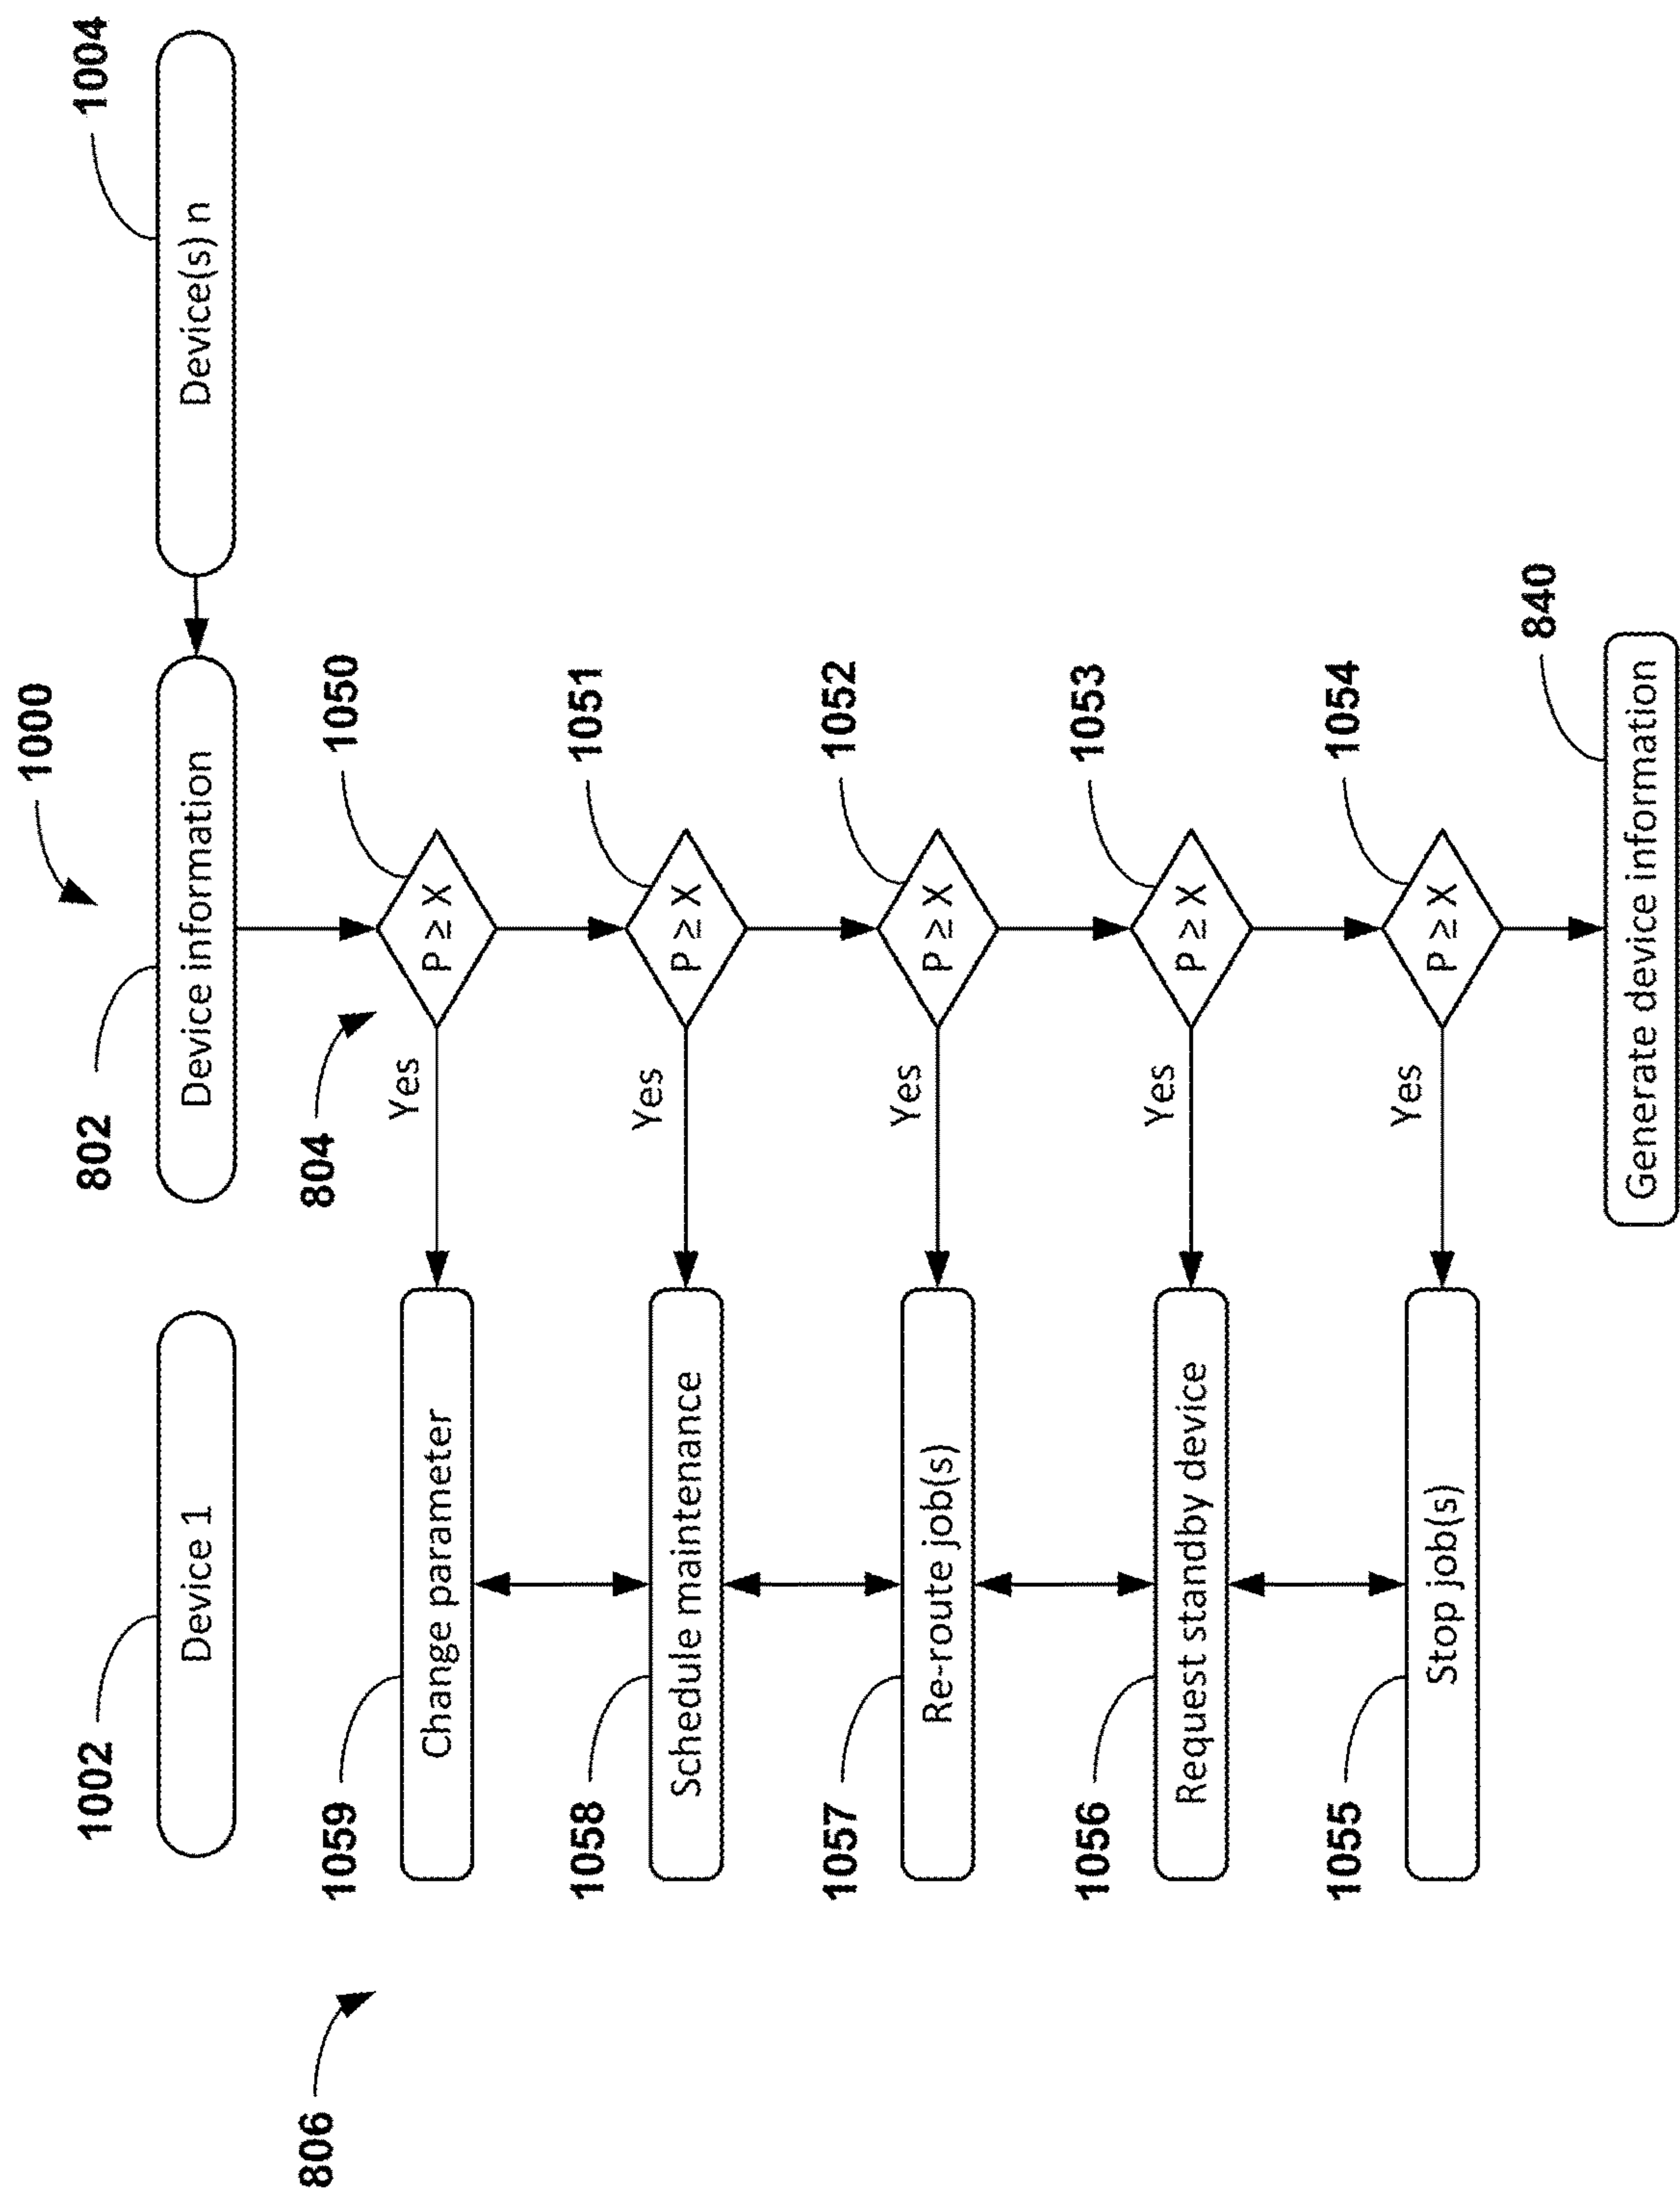 1000
1002
802
1004
Device 1
Device information
Device(s) n
806
804
1059
1050
Change parameter
Yes
P ≥ X
1058
1051
Schedule maintenance
Yes
P ≥ X
1057
1052
Re-route job(s)
Yes
P ≥ X
1056
1053
Request standby device
Yes
P ≥ X
1055
1054
Stop job(s)
Yes
P ≥ X
840
Generate device information